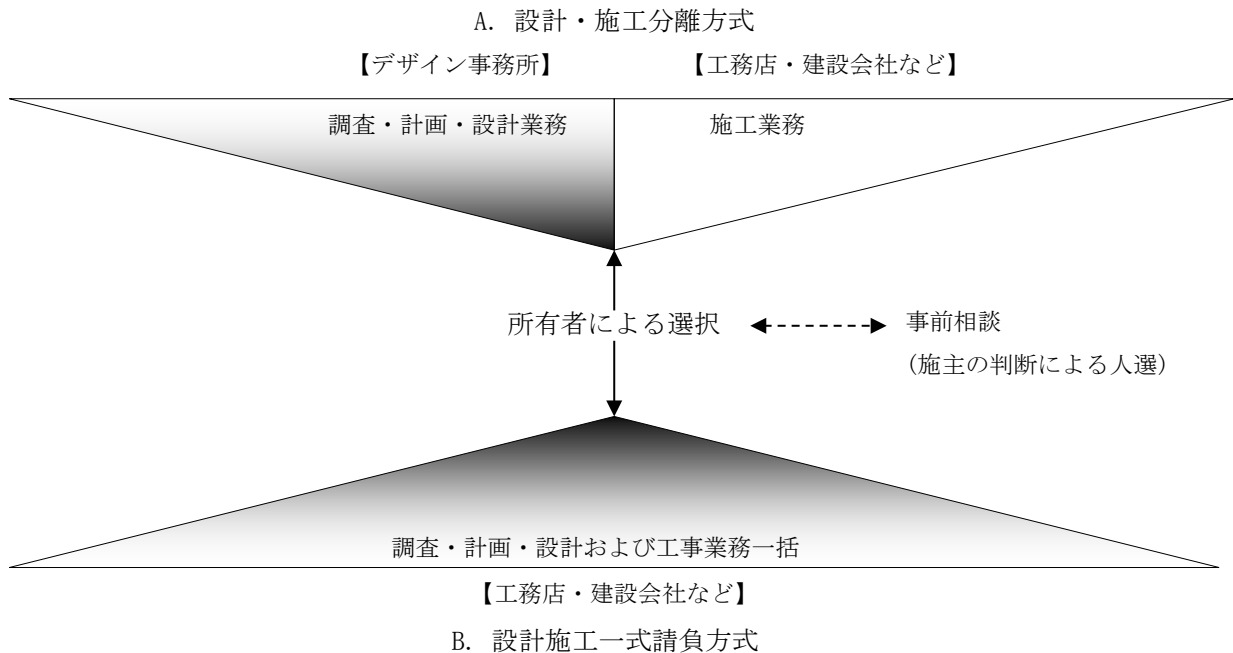 A. 設計・施工分離方式
【デザイン事務所】
【工務店・建設会社など】
調査・計画・設計業務
施工業務
所有者による選択
事前相談
(施主の判断による人選)
調査・計画・設計および工事業務一括
【工務店・建設会社など】
B. 設計施工一式請負方式